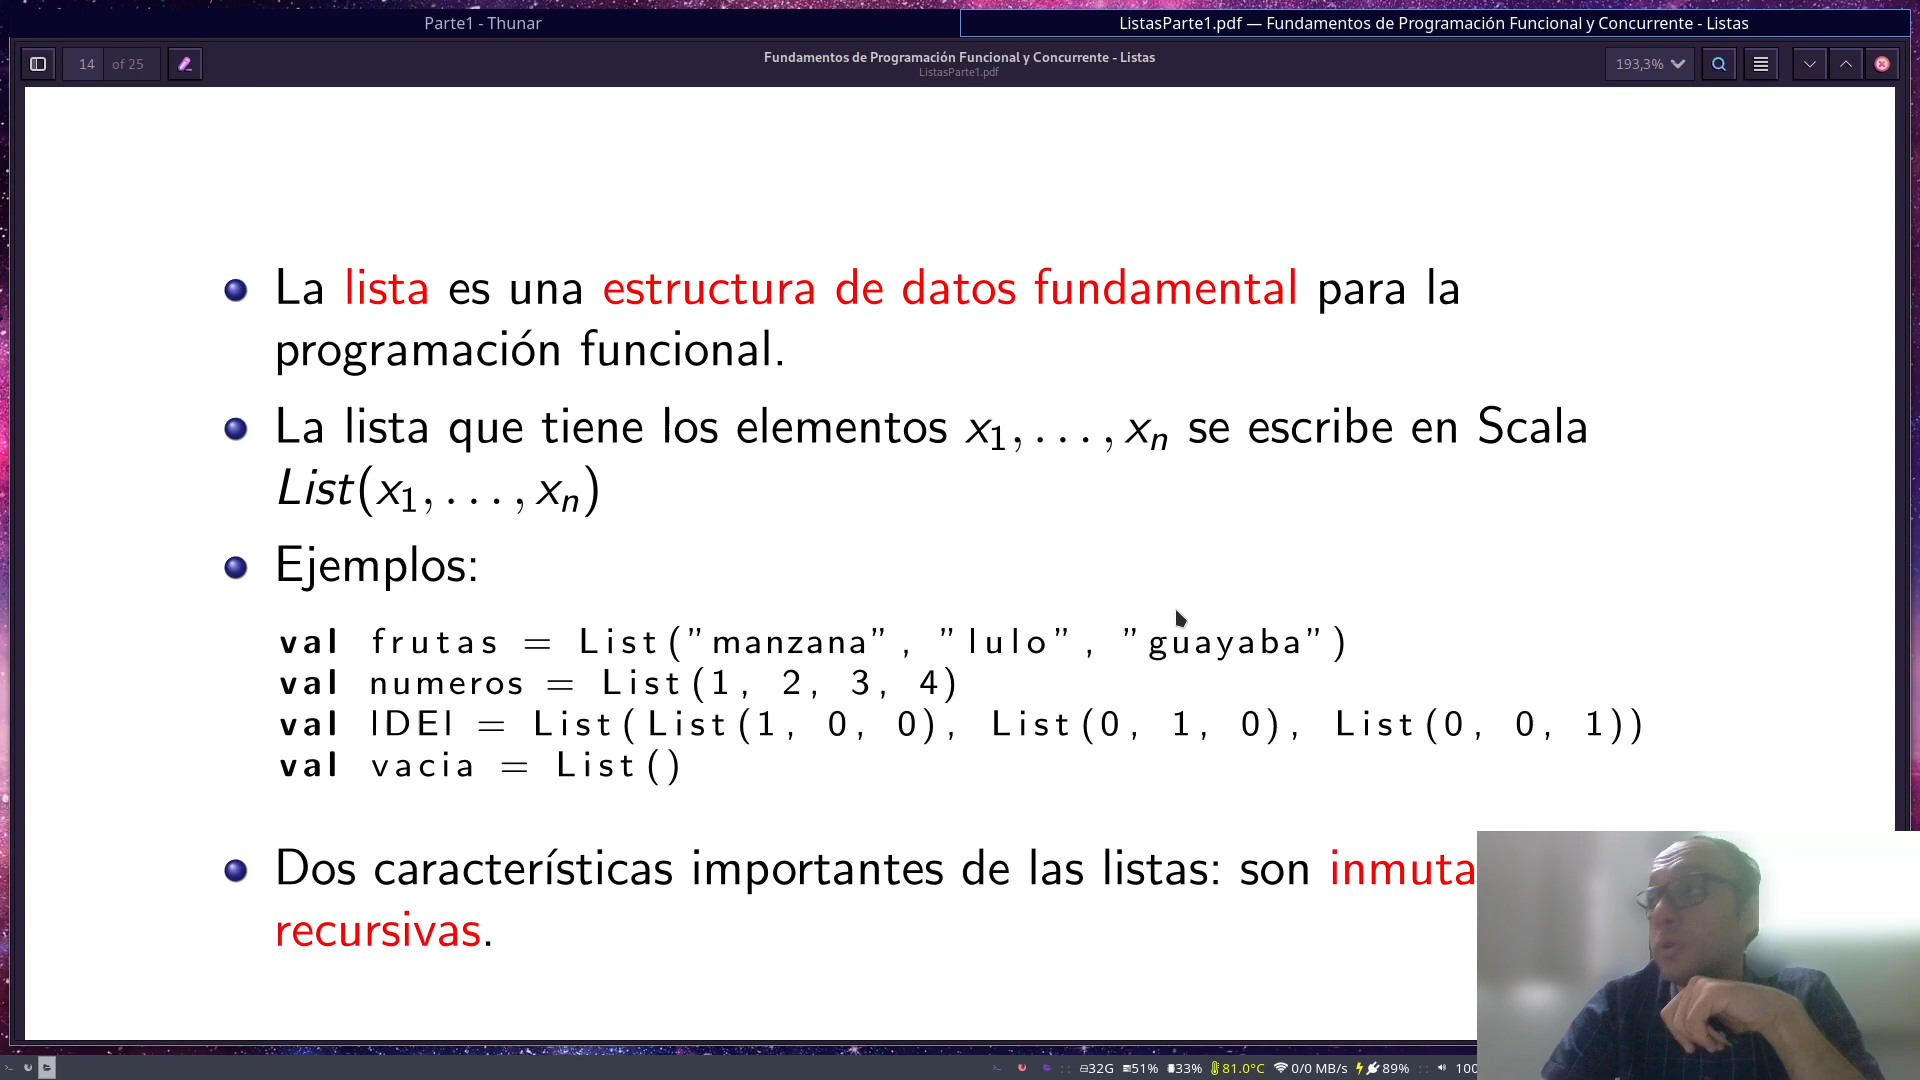 Parte1 - Thunar
ListasParte1.pdf — Fundamentos de Programación Funcional y Concurrente - Listas
14 of 25
Fundamentos de Programación Funcional y Concurrente - Listas
ListasParte1.pdf
193,3%
La lista es una estructura de datos fundamental para la
programación funcional.
La lista que tiene los elementos x₁, . . . , xₙ se escribe en Scala
List(x₁, . . . , xₙ)
Ejemplos:
val frutas = List("manzana", "lulo", "guayaba")
val numeros = List(1, 2, 3, 4)
val IDEI = List(List(1, 0, 0), List(0, 1, 0), List(0, 0, 1))
val vacia = List()
Dos características importantes de las listas: son inmuta
recursivas.
32G 51% 33% 81.0°C 0/0 MB/s 89% 100